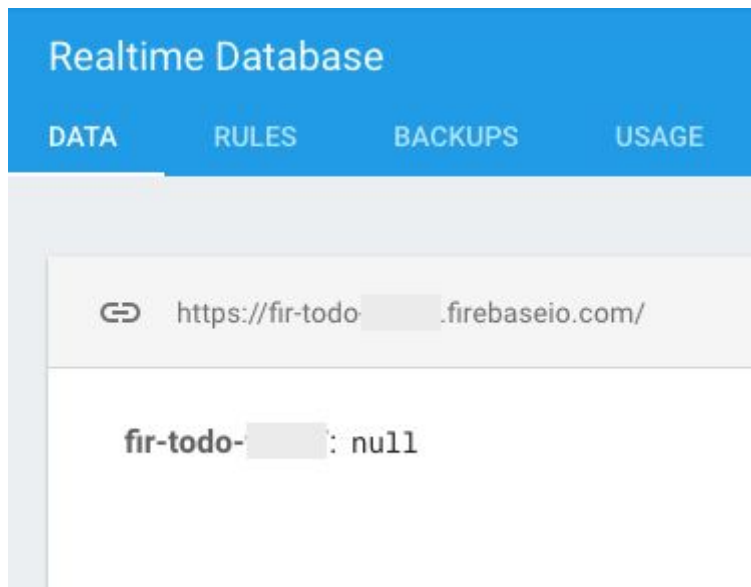 Realtime Database
DATA RULES BACKUPS USAGE
https://fir-todo- .firebaseio.com/
fir-todo- : null